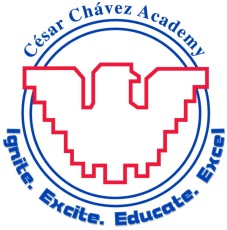 César Chávez Academy
Ignite. Excite. Educate. Excel